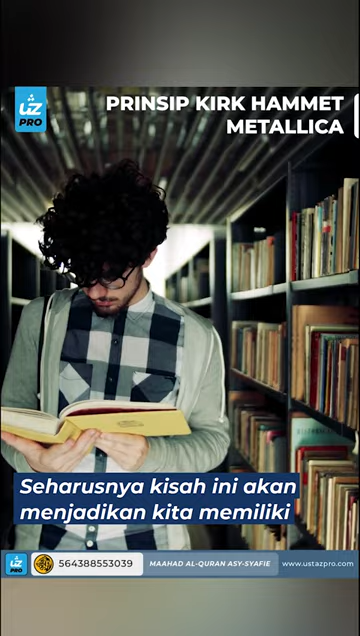 UZ
PRO
PRINSIP KIRK HAMMET
METALLICA
Seharusnya kisah ini akan
menjadikan kita memiliki
UZ
PRO
564388553039
MAAHAD AL-QURAN ASY-SYAFIE
www.ustazpro.com